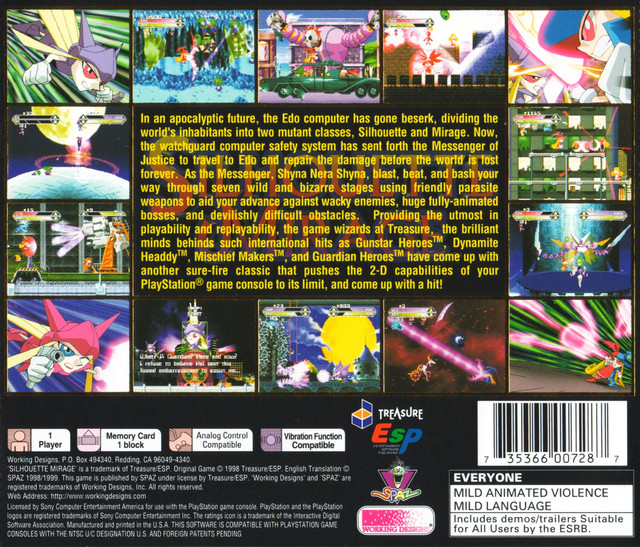 In an apocalyptic future, the Edo computer has gone beserk, dividing the
world's inhabitants into two mutant classes, Silhouette and Mirage. Now,
the watchguard computer safety system has sent forth the Messenger of
Justice to travel to Edo and repair the damage before the world is lost
forever. As the Messenger, Shyna Nera Shyna, blast, beat, and bash your
way through seven wild and bizarre stages using friendly parasite
weapons to aid your advance against wacky enemies, huge fully-animated
bosses, and devilishly difficult obstacles. Providing the utmost in
playability and replayability, the game wizards at Treasure, the brilliant
minds behind such international hits as Gunstar Heroes™, Dynamite
Headdy™, Mischief Makers™, and Guardian Heroes™ have come up with
another sure-fire classic that pushes the 2-D capabilities of your
PlayStation® game console to its limit, and come up with a hit!
1
Player
Memory Card
1 block
Analog Control
Compatible
Vibration Function
Compatible
TREASURE
ESP
SPAZ
WORKING DESIGNS
Working Designs, P.O. Box 494340, Redding, CA 96049-4340.
'SILHOUETTE MIRAGE' is a trademark of Treasure/ESP. Original Game © 1998 Treasure/ESP. English Translation ©
SPAZ 1998/1999. This game is published by SPAZ under license by Treasure/ESP. 'Working Designs' and 'SPAZ' are
registered trademarks of Working Designs, Inc. All rights reserved.
Web Address: http://www.workingdesigns.com
Licensed by Sony Computer Entertainment America for use with the PlayStation game console. PlayStation and the PlayStation
logos are registered trademarks of Sony Computer Entertainment Inc. The ratings icon is a trademark of the Interactive Digital
Software Association. Manufactured and printed in the U.S.A. THIS SOFTWARE IS COMPATIBLE WITH PLAYSTATION GAME
CONSOLES WITH THE NTSC U/C DESIGNATION U.S. AND FOREIGN PATENTS PENDING
7 35366 00728 7
EVERYONE
MILD ANIMATED VIOLENCE
MILD LANGUAGE
Includes demos/trailers Suitable
for All Users by the ESRB.